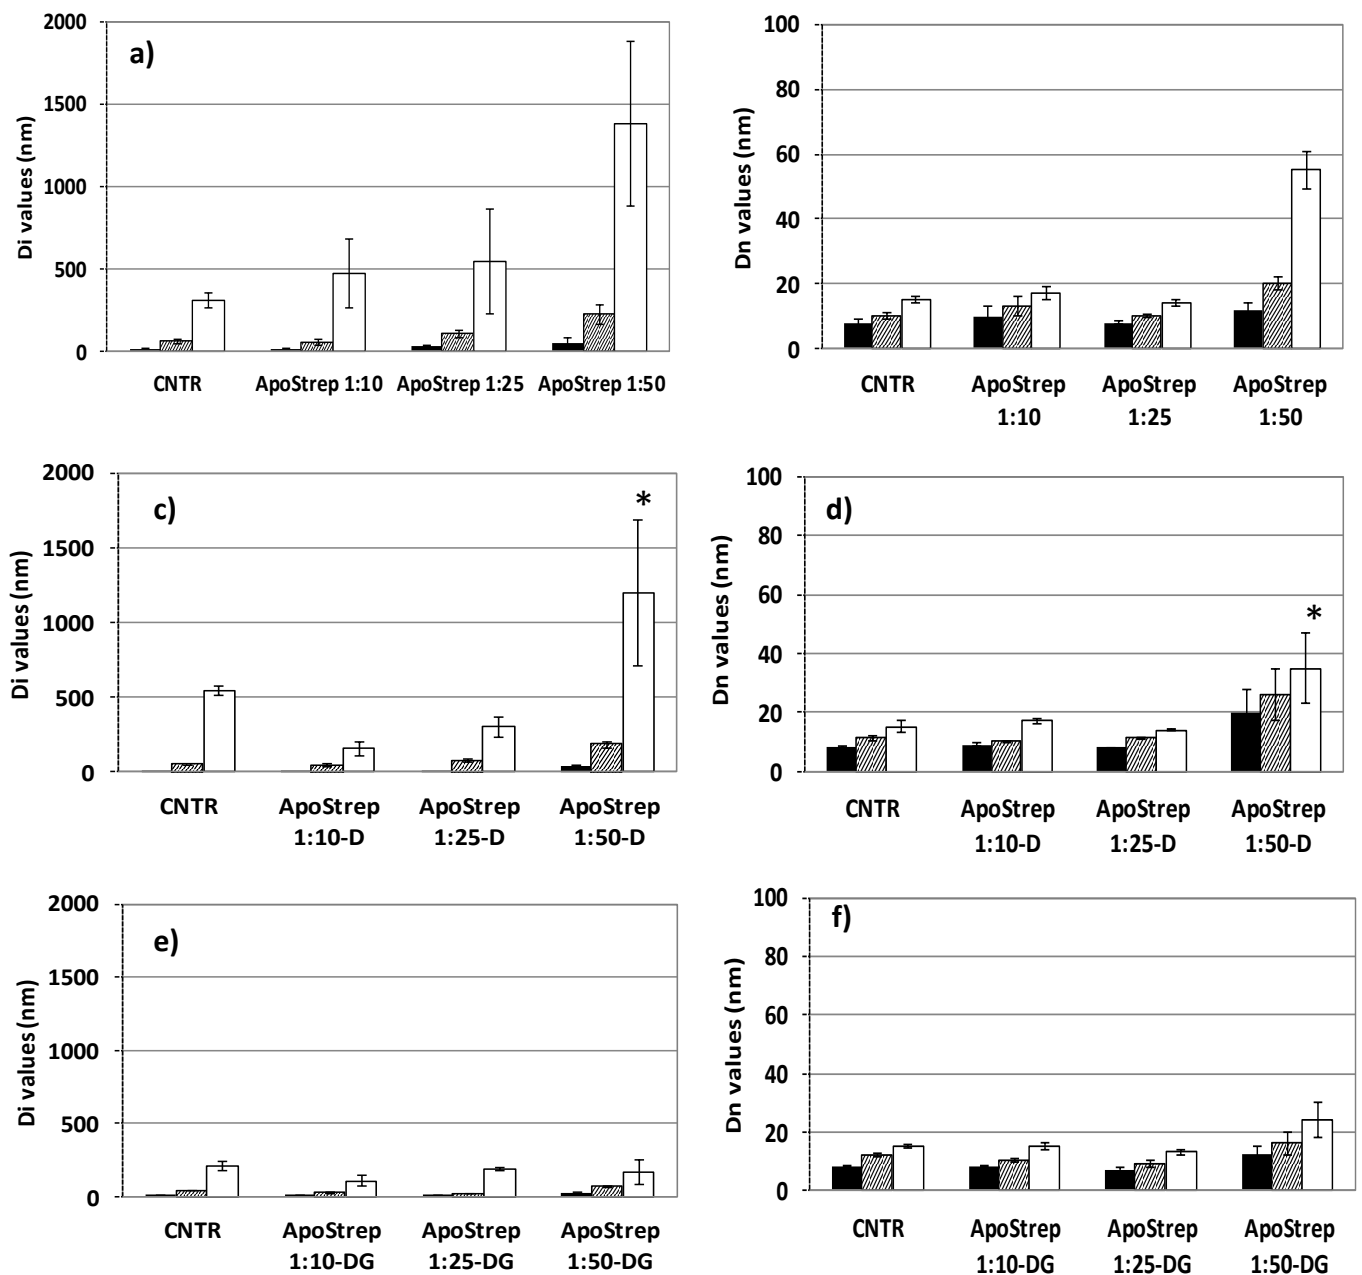 a)
Di values (nm)
2000
1500
1000
500
0
CNTR
ApoStrep 1:10
ApoStrep 1:25
ApoStrep 1:50
Dn values (nm)
100
80
60
40
20
0
CNTR
ApoStrep
1:10
ApoStrep
1:25
ApoStrep
1:50
c)
Di values (nm)
2000
1500
1000
500
0
*
CNTR
ApoStrep
1:10-D
ApoStrep
1:25-D
ApoStrep
1:50-D
d)
Dn values (nm)
100
80
60
40
20
0
*
CNTR
ApoStrep
1:10-D
ApoStrep
1:25-D
ApoStrep
1:50-D
e)
Di values (nm)
2000
1500
1000
500
0
CNTR
ApoStrep
1:10-DG
ApoStrep
1:25-DG
ApoStrep
1:50-DG
f)
Dn values (nm)
100
80
60
40
20
0
CNTR
ApoStrep
1:10-DG
ApoStrep
1:25-DG
ApoStrep
1:50-DG